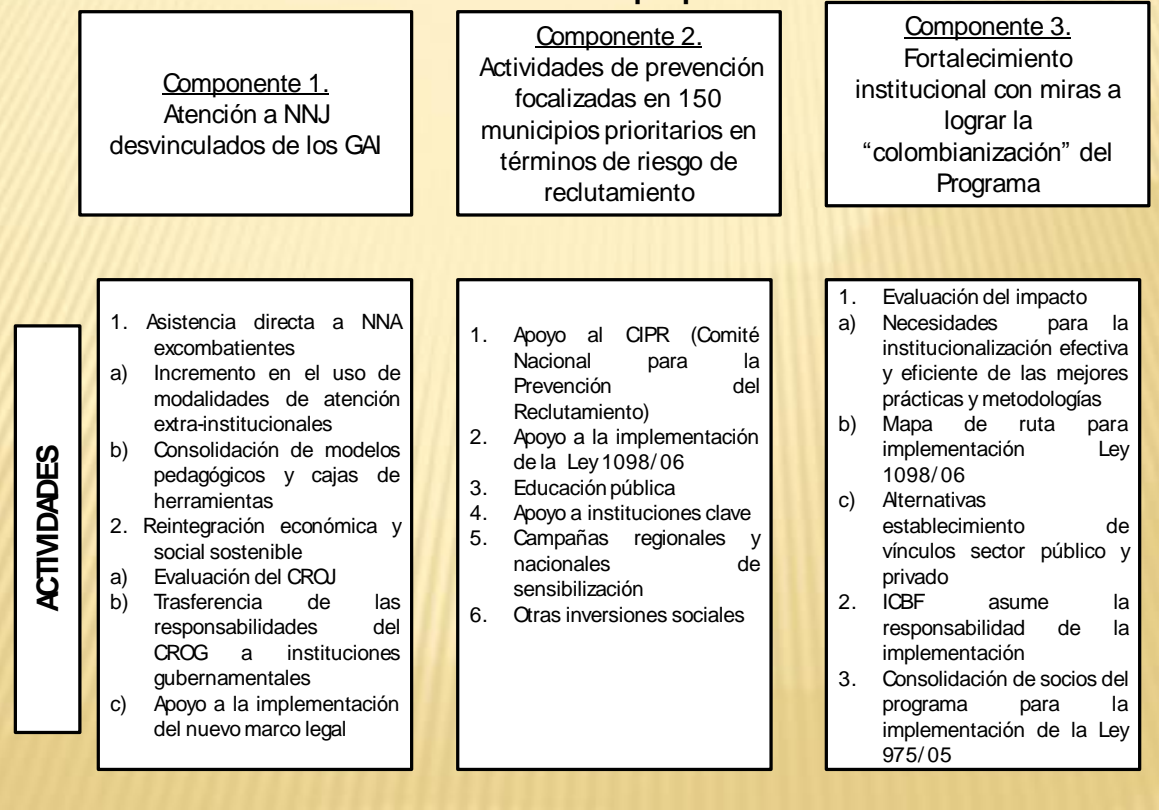 Componente 1.
Atención a NNJ
desvinculados de los GAI
Componente 2.
Actividades de prevención
focalizadas en 150
municipios prioritarios en
términos de riesgo de
reclutamiento
Componente 3.
Fortalecimiento
institucional con miras a
lograr la
“colombianización” del
Programa
ACTIVIDADES
1. Asistencia directa a NNA
excombatientes
a) Incremento en el uso de
modalidades de atención
extra-institucionales
b) Consolidación de modelos
pedagógicos y cajas de
herramientas
2. Reintegración económica y
social sostenible
a) Evaluación del CROJ
b) Trasferencia de las
responsabilidades del
CROG a instituciones
gubernamentales
c) Apoyo a la implementación
del nuevo marco legal
1. Apoyo al CIPR (Comité
Nacional para la
Prevención del
Reclutamiento)
2. Apoyo a la implementación
de la Ley 1098/06
3. Educación pública
4. Apoyo a instituciones clave
5. Campañas regionales y
nacionales de
sensibilización
6. Otras inversiones sociales
1. Evaluación del impacto
a) Necesidades para la
institucionalización efectiva
y eficiente de las mejores
prácticas y metodologías
b) Mapa de ruta para
implementación Ley
1098/06
c) Alternativas
establecimiento de
vínculos sector público y
privado
2. ICBF asume la
responsabilidad de la
implementación
3. Consolidación de socios del
programa para la
implementación de la Ley
975/05